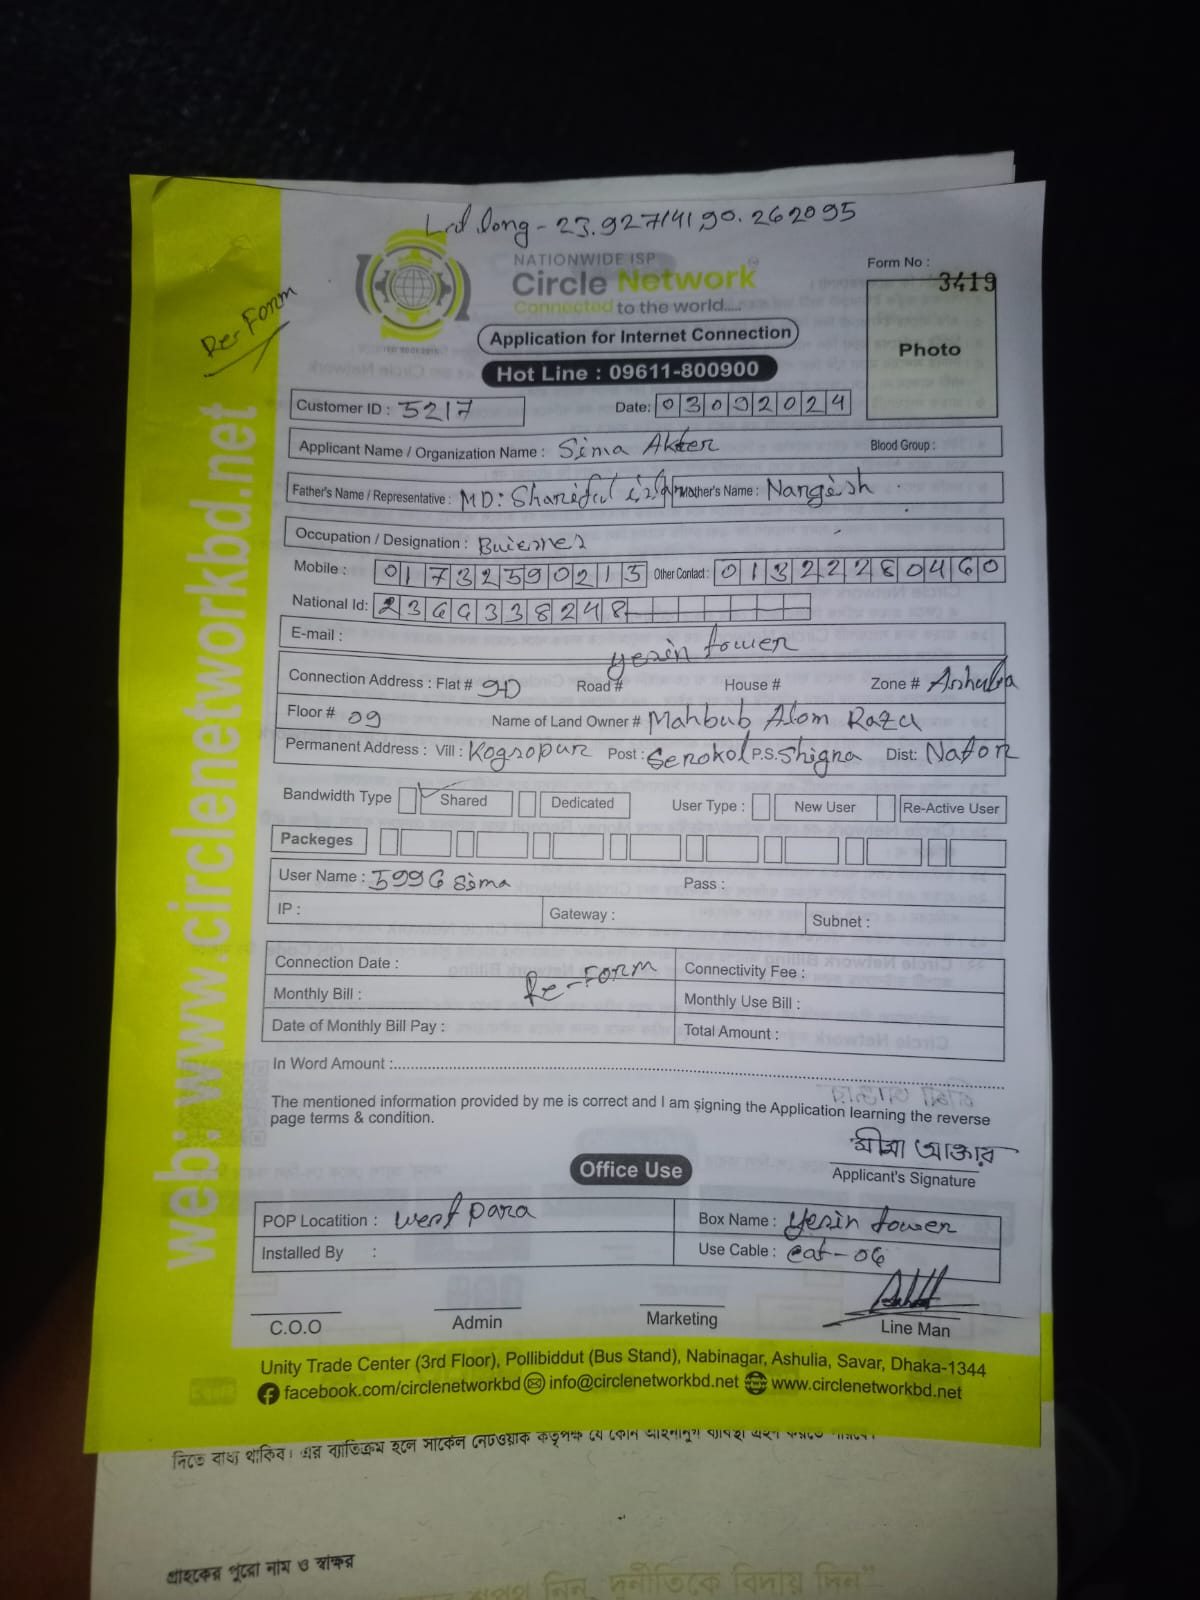 Lat Long - 23.927141,90.262095
Re-Form
NATIONWIDE ISP
Circle Network
Connected to the world.....
Form No :
3419
Photo
Application for Internet Connection
Hot Line : 09611-800900
Customer ID : 5217 Date: 03092024
Applicant Name / Organization Name : Sima Akter Blood Group :
Father's Name / Representative : MD: Shariful islam Mother's Name : Nargish
Occupation / Designation :
Mobile : 01732590215 Other Contact : 01322280460
National Id: 2366338248
E-mail :
yesin tower
Connection Address : Flat # 9D Road # House # Zone # Ashulia
Floor # 09 Name of Land Owner # Mahbub Alom Raza
Permanent Address : Vill : Kogropur Post : Serokol P.S. Shigna Dist: Nator
Bandwidth Type Shared Dedicated User Type : New User Re-Active User
Packeges
User Name : 5996 Sima Pass :
IP : Gateway : Subnet :
Connection Date : Connectivity Fee :
Re-FORM
Monthly Bill : Monthly Use Bill :
Date of Monthly Bill Pay : Total Amount :
In Word Amount :
The mentioned information provided by me is correct and I am signing the Application learning the reverse
page terms & condition.
সীমা আক্তার
Applicant's Signature
Office Use
POP Locatition : west para Box Name : yesin tower
Installed By : Use Cable : cat-06
C.O.O Admin Marketing Line Man
Unity Trade Center (3rd Floor), Pollibiddut (Bus Stand), Nabinagar, Ashulia, Savar, Dhaka-1344
facebook.com/circlenetworkbd info@circlenetworkbd.net www.circlenetworkbd.net
web: www.circlenetworkbd.net
নিতে বাধ্য থাকিব। এর ব্যতিক্রম হলে সার্কেল নেটওয়ার্ক কতৃপক্ষ যে কোন আইনানুগ ব্যবস্থা গ্রহন করতে পারবে।
গ্রাহকের পুরো নাম ও স্বাক্ষর
শপথ নিন, দুর্নীতিকে বিদায় দিন"